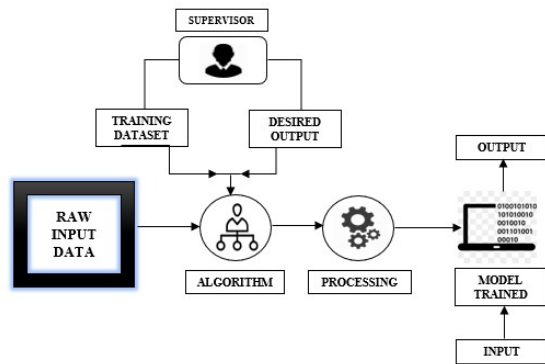 SUPERVISOR
TRAINING
DATASET
DESIRED
OUTPUT
OUTPUT
RAW
INPUT
DATA
0100101010
101010010
0010010
001101001
00010
ALGORITHM
PROCESSING
MODEL
TRAINED
INPUT